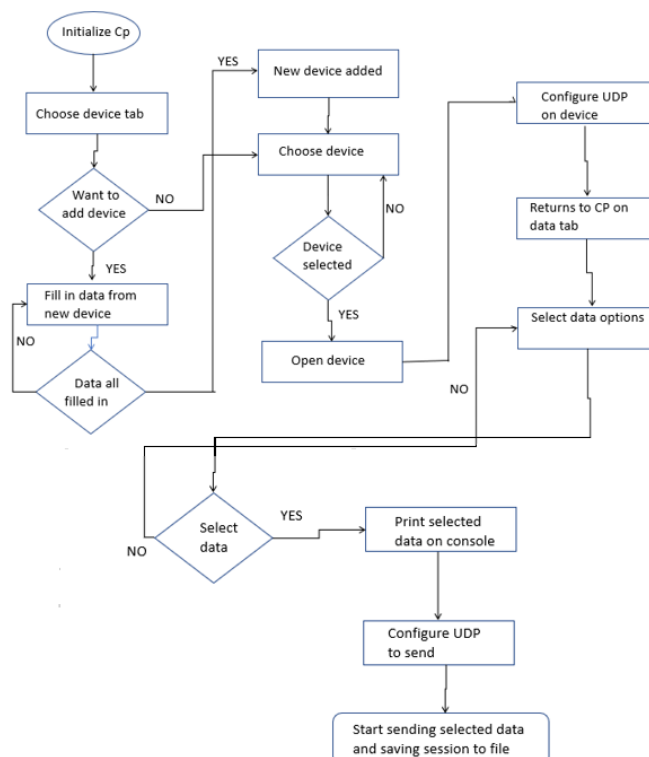 Initialize Cp
Choose device tab
Want to
add device
NO
YES
Fill in data from
new device
NO
Data all
filled in
YES
New device added
Choose device
NO
Device
selected
YES
Open device
Configure UDP
on device
Returns to CP on
data tab
Select data options
NO
Select
data
NO
YES
Print selected
data on console
Configure UDP
to send
Start sending selected data
and saving session to file